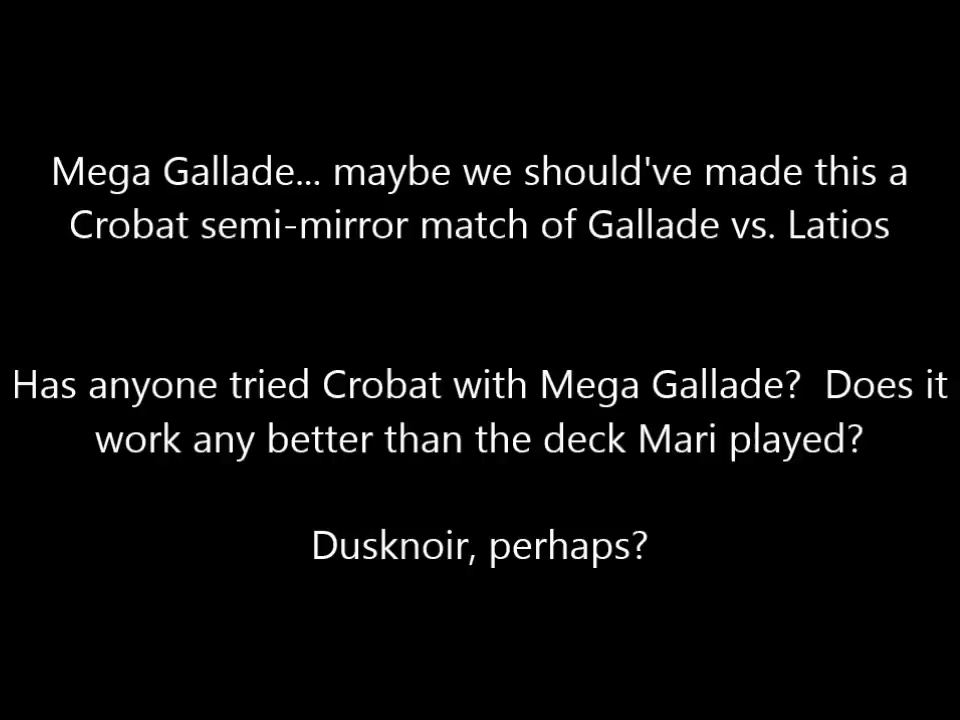 Mega Gallade... maybe we should've made this a
Crobat semi-mirror match of Gallade vs. Latios
Has anyone tried Crobat with Mega Gallade?  Does it
work any better than the deck Mari played?
Dusknoir, perhaps?